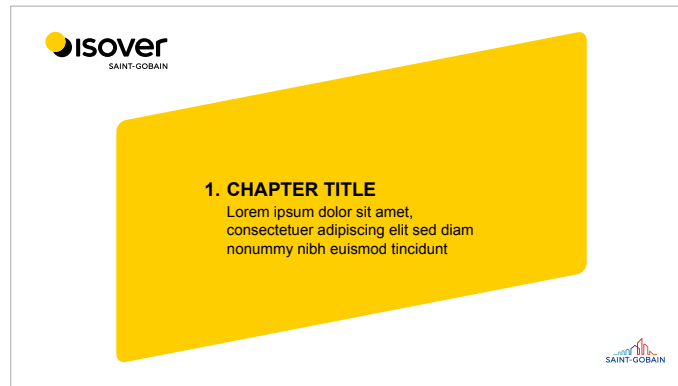 isover
SAINT-GOBAIN
1. CHAPTER TITLE
Lorem ipsum dolor sit amet,
consectetuer adipiscing elit sed diam
nonummy nibh euismod tincidunt
SAINT-GOBAIN